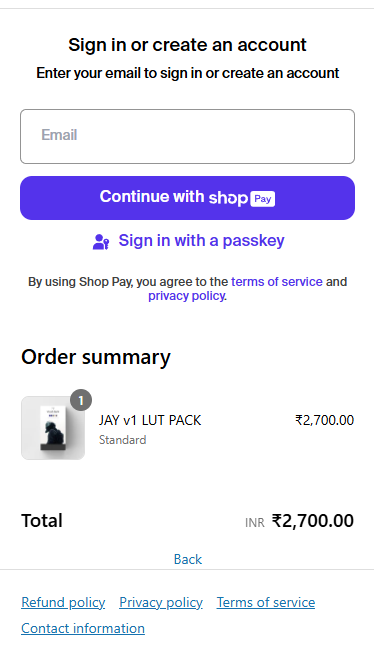 Sign in or create an account
Enter your email to sign in or create an account
Email
Continue with shop Pay
Sign in with a passkey
By using Shop Pay, you agree to the terms of service and
privacy policy.
Order summary
1
JAY v1 LUT PACK
₹2,700.00
Standard
Total
INR ₹2,700.00
Back
Refund policy Privacy policy Terms of service
Contact information